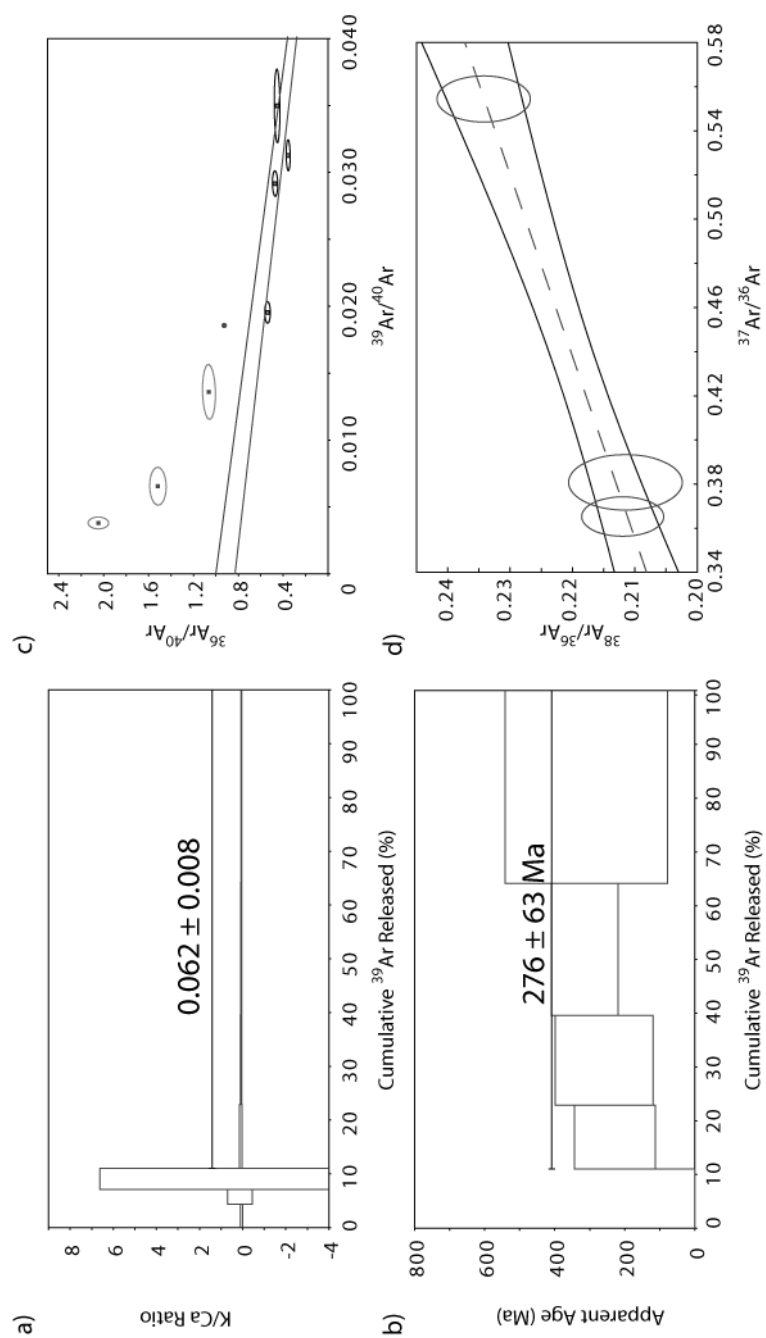 a)
K/Ca Ratio
8
6
4
2
0
-2
-4
0.062 ± 0.008
0 10 20 30 40 50 60 70 80 90 100
Cumulative ³⁹Ar Released (%)
b)
Apparent Age (Ma)
800
600
400
200
0
276 ± 63 Ma
0 10 20 30 40 50 60 70 80 90 100
Cumulative ³⁹Ar Released (%)
c)
³⁶Ar/⁴⁰Ar
2.4
2.0
1.6
1.2
0.8
0.4
0 0.010 0.020 0.030 0.040
³⁹Ar/⁴⁰Ar
d)
³⁸Ar/³⁶Ar
0.24
0.23
0.22
0.21
0.20
0.34 0.38 0.42 0.46 0.50 0.54 0.58
³⁷Ar/³⁶Ar